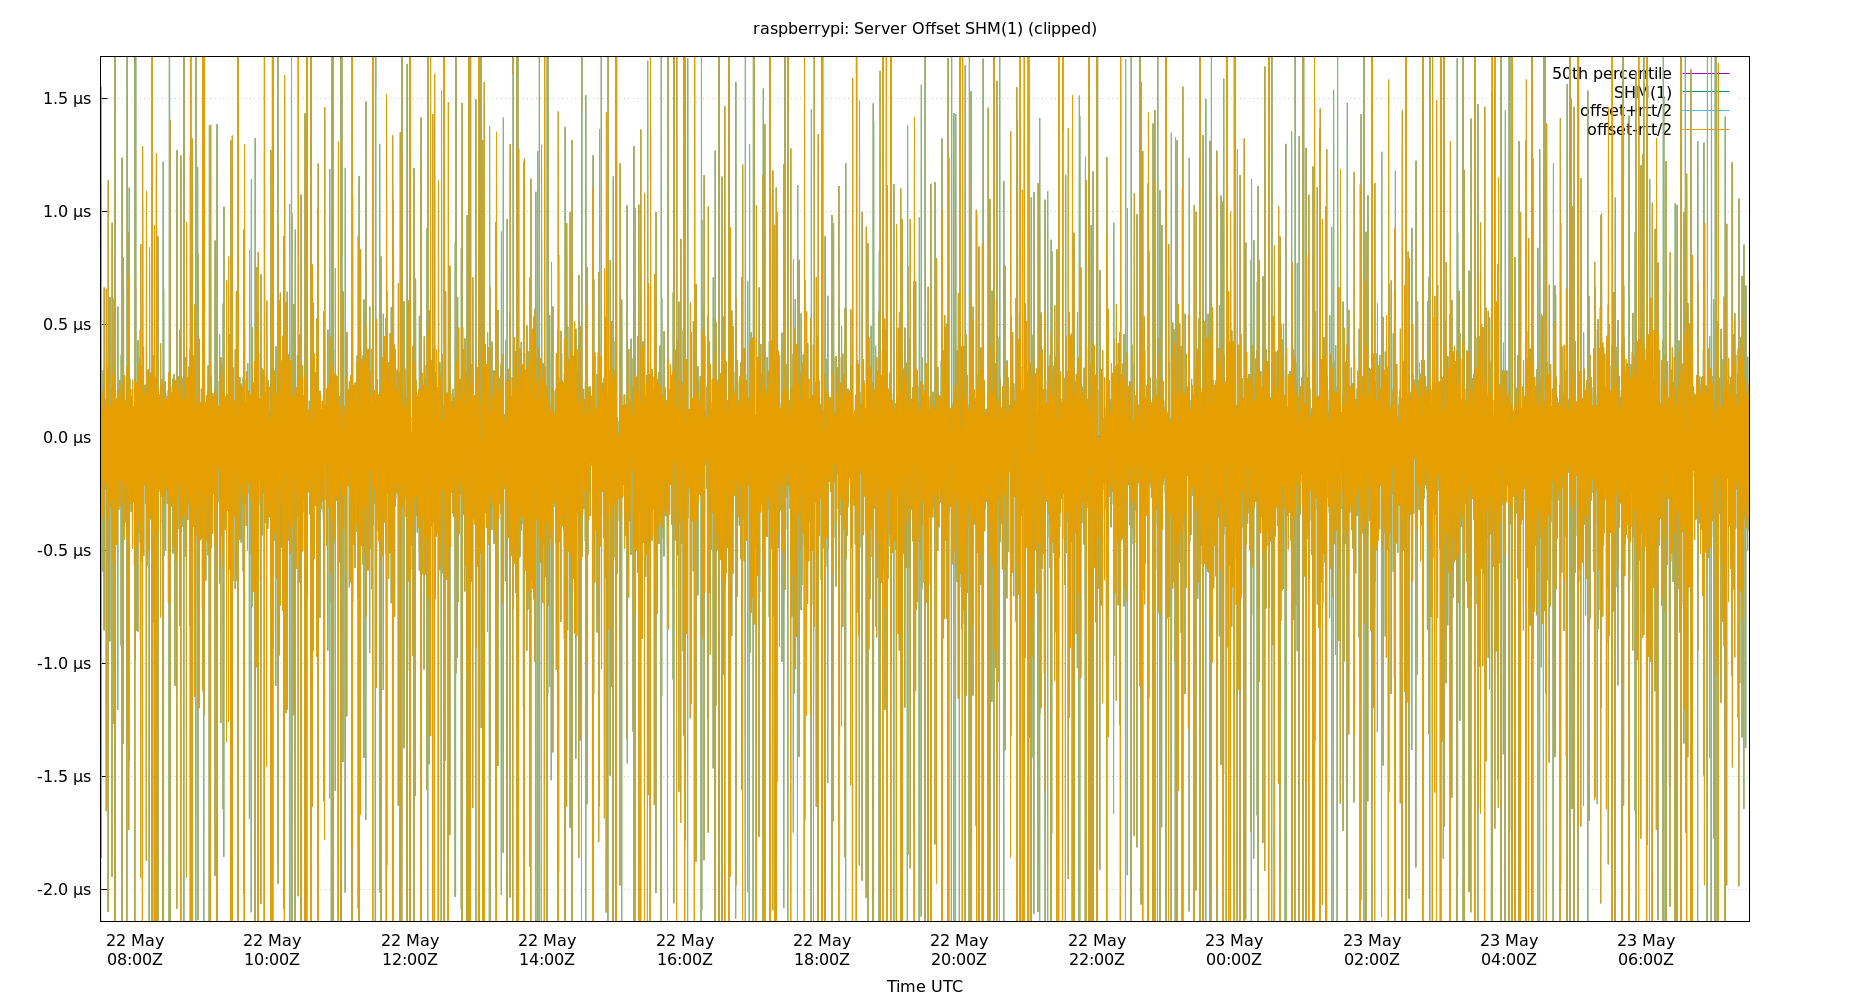 raspberrypi: Server Offset SHM(1) (clipped)
50th percentile
SHM(1)
offset+rtt/2
offset-rtt/2
1.5 µs
1.0 µs
0.5 µs
0.0 µs
-0.5 µs
-1.0 µs
-1.5 µs
-2.0 µs
22 May 22 May 22 May 22 May 22 May 22 May 22 May 22 May 23 May 23 May 23 May 23 May
08:00Z 10:00Z 12:00Z 14:00Z 16:00Z 18:00Z 20:00Z 22:00Z 00:00Z 02:00Z 04:00Z 06:00Z
Time UTC